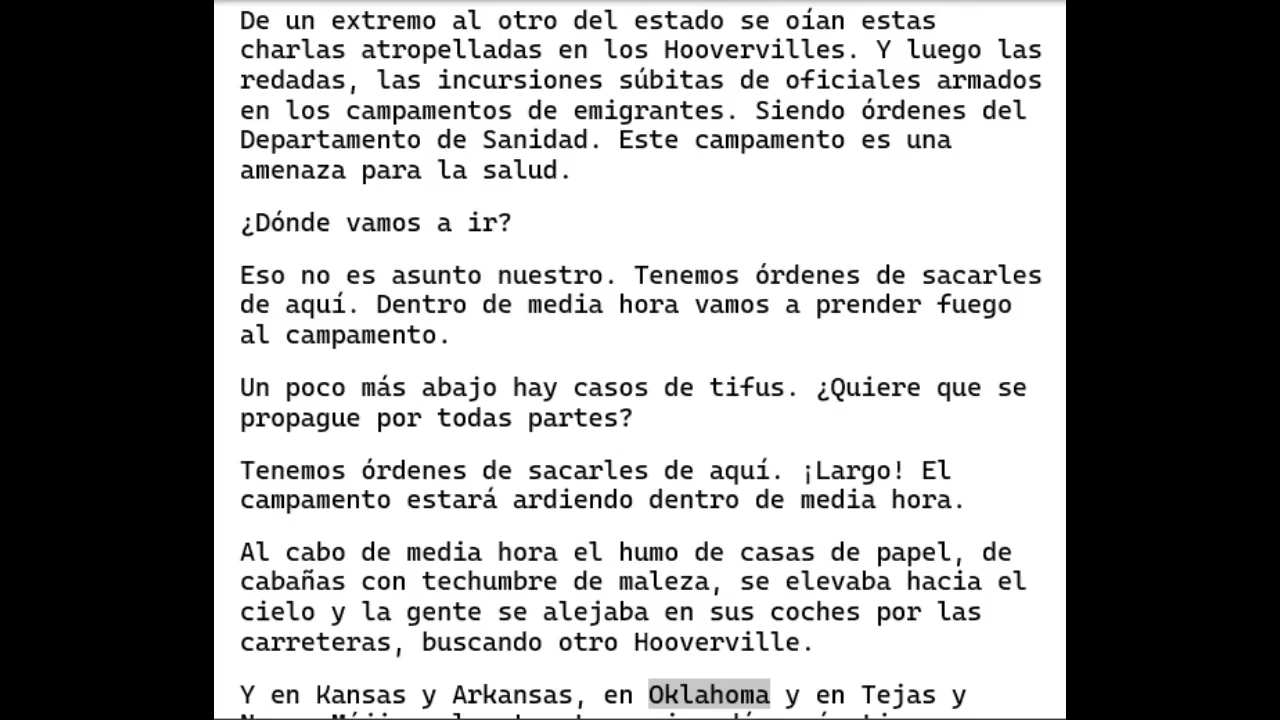 De un extremo al otro del estado se oían estas
charlas atropelladas en los Hoovervilles. Y luego las
redadas, las incursiones súbitas de oficiales armados
en los campamentos de emigrantes. Siendo órdenes del
Departamento de Sanidad. Este campamento es una
amenaza para la salud.
¿Dónde vamos a ir?
Eso no es asunto nuestro. Tenemos órdenes de sacarles
de aquí. Dentro de media hora vamos a prender fuego
al campamento.
Un poco más abajo hay casos de tifus. ¿Quiere que se
propague por todas partes?
Tenemos órdenes de sacarles de aquí. ¡Largo! El
campamento estará ardiendo dentro de media hora.
Al cabo de media hora el humo de casas de papel, de
cabañas con techumbre de maleza, se elevaba hacia el
cielo y la gente se alejaba en sus coches por las
carreteras, buscando otro Hooverville.
Y en Kansas y Arkansas, en Oklahoma y en Tejas y